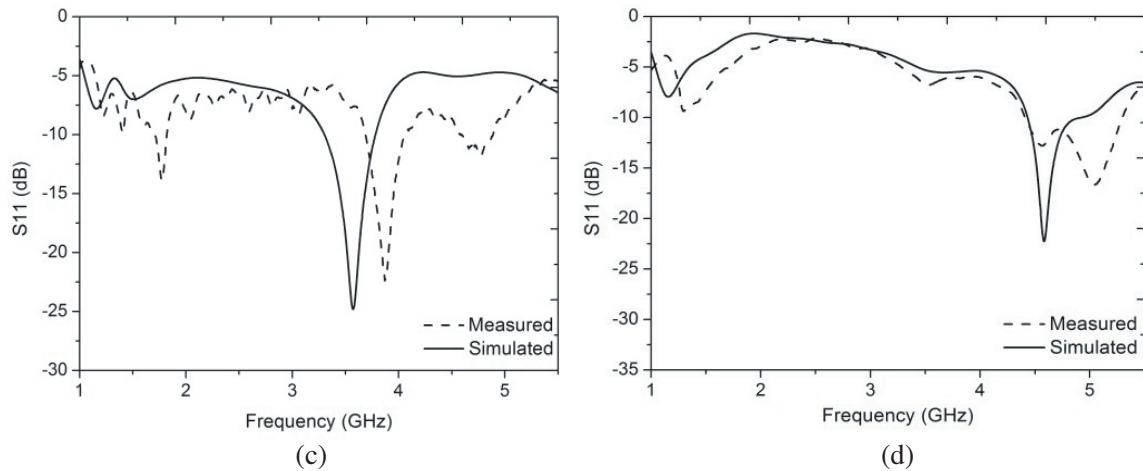 0
-5
-10
-15
-20
-25
-30
S11 (dB)
1
2
3
4
5
Frequency (GHz)
Measured
Simulated
(c)
0
-5
-10
-15
-20
-25
-30
-35
S11 (dB)
1
2
3
4
5
Frequency (GHz)
Measured
Simulated
(d)